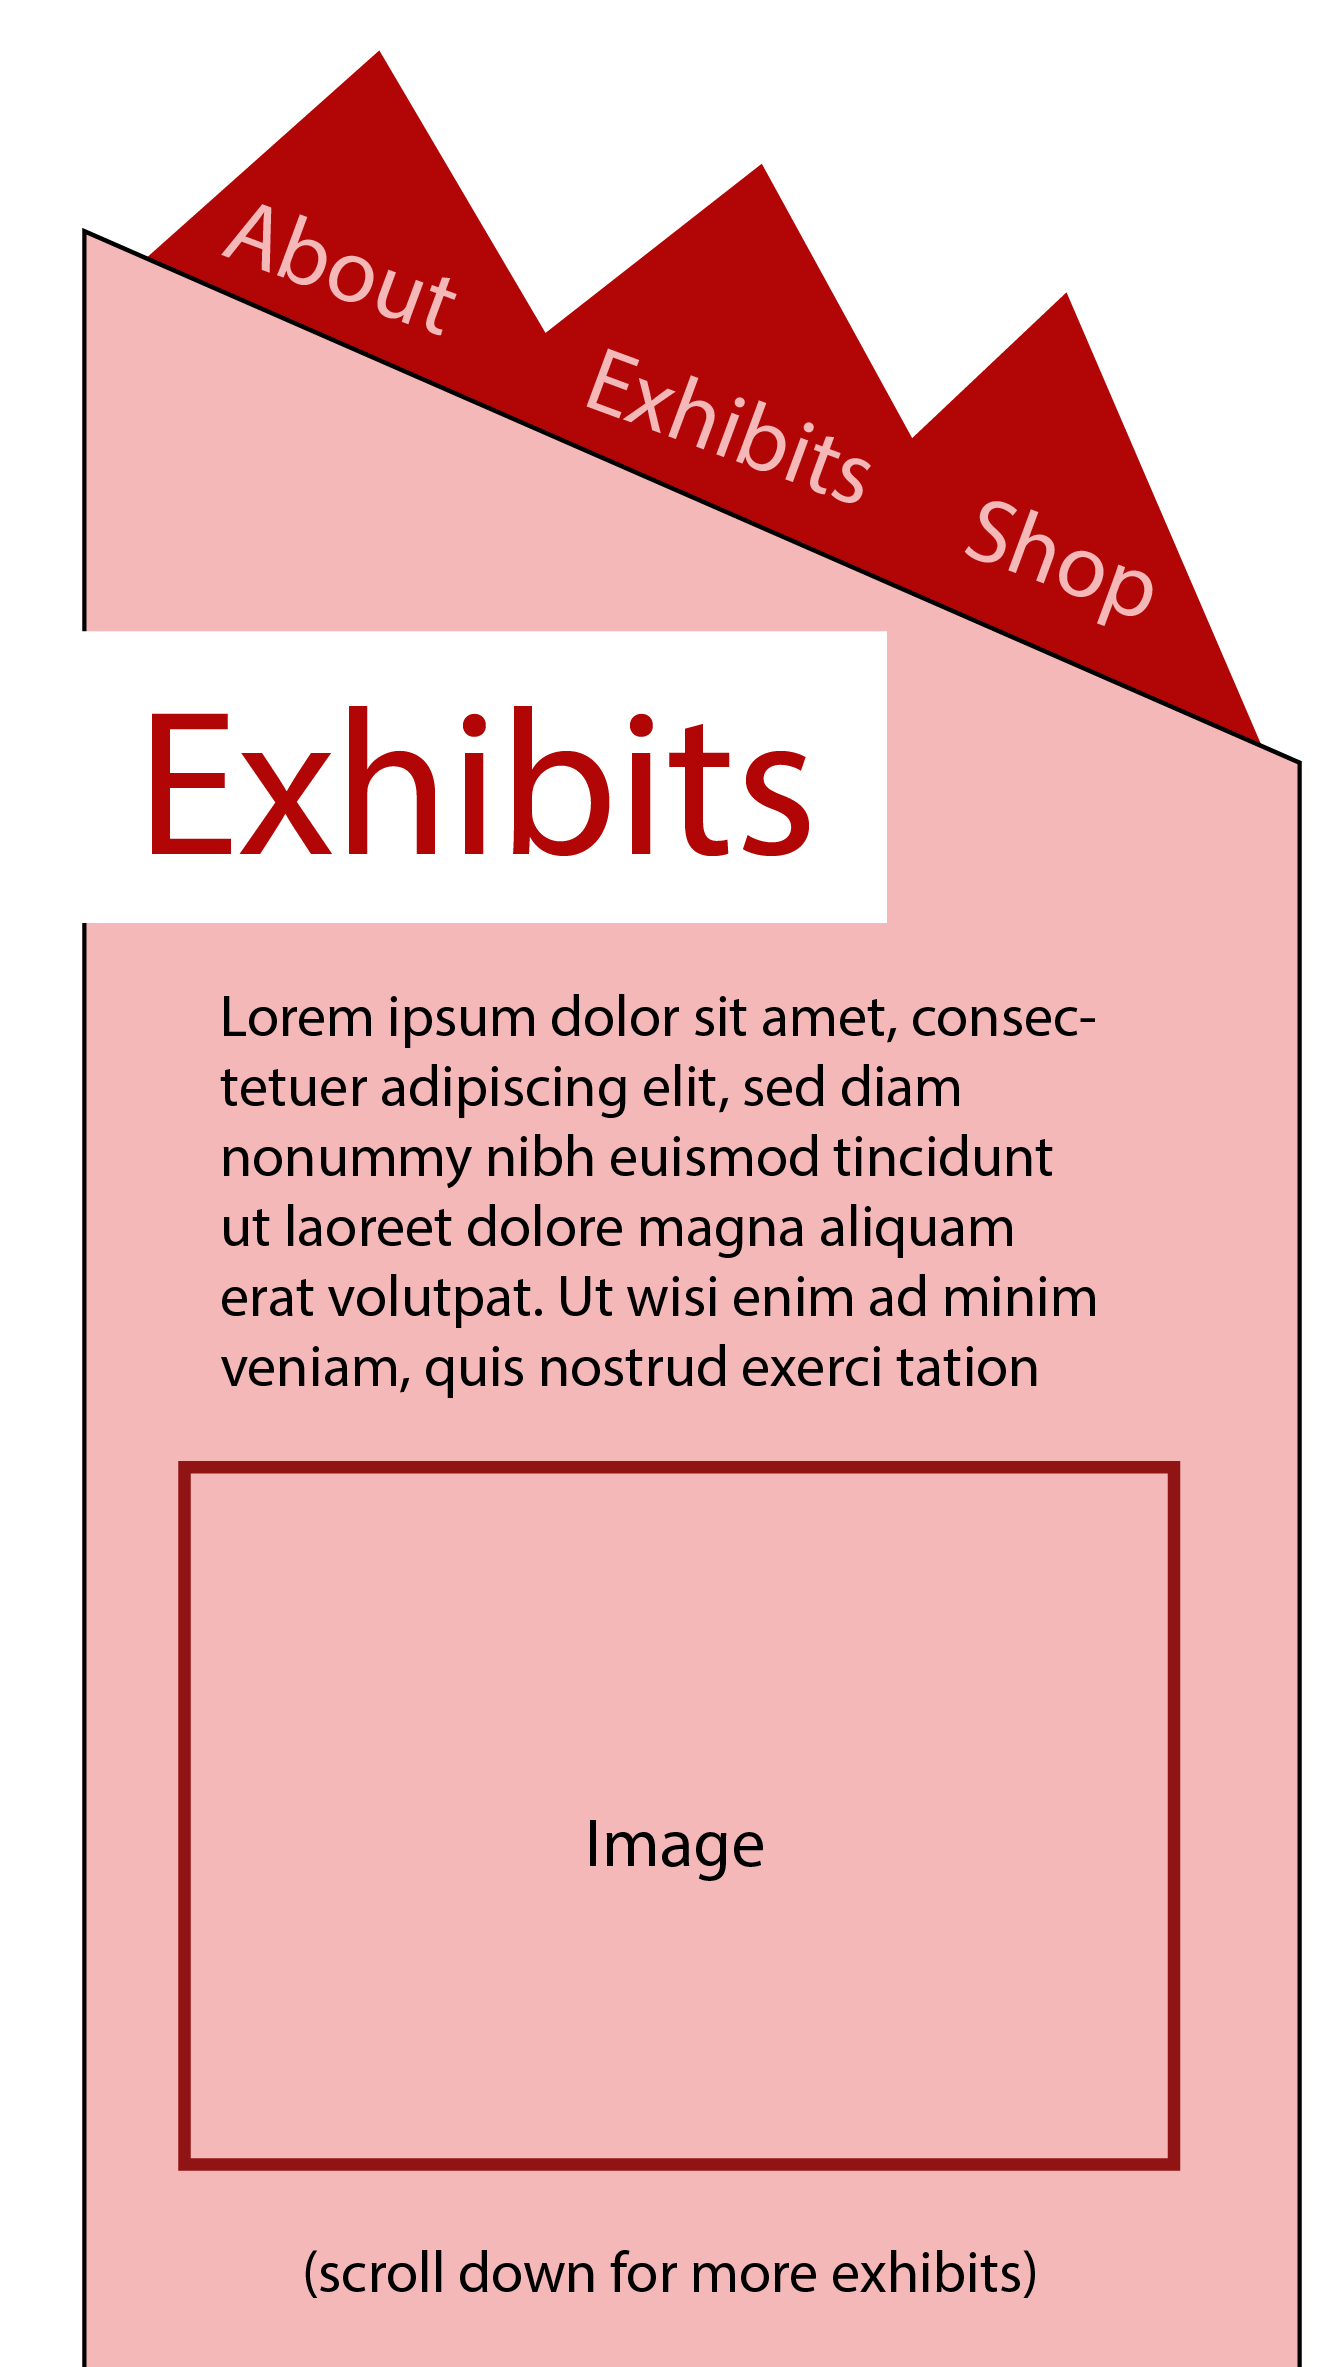 About
Exhibits
Shop
Exhibits
Lorem ipsum dolor sit amet, consec-
tetuer adipiscing elit, sed diam
nonummy nibh euismod tincidunt
ut laoreet dolore magna aliquam
erat volutpat. Ut wisi enim ad minim
veniam, quis nostrud exerci tation
Image
(scroll down for more exhibits)